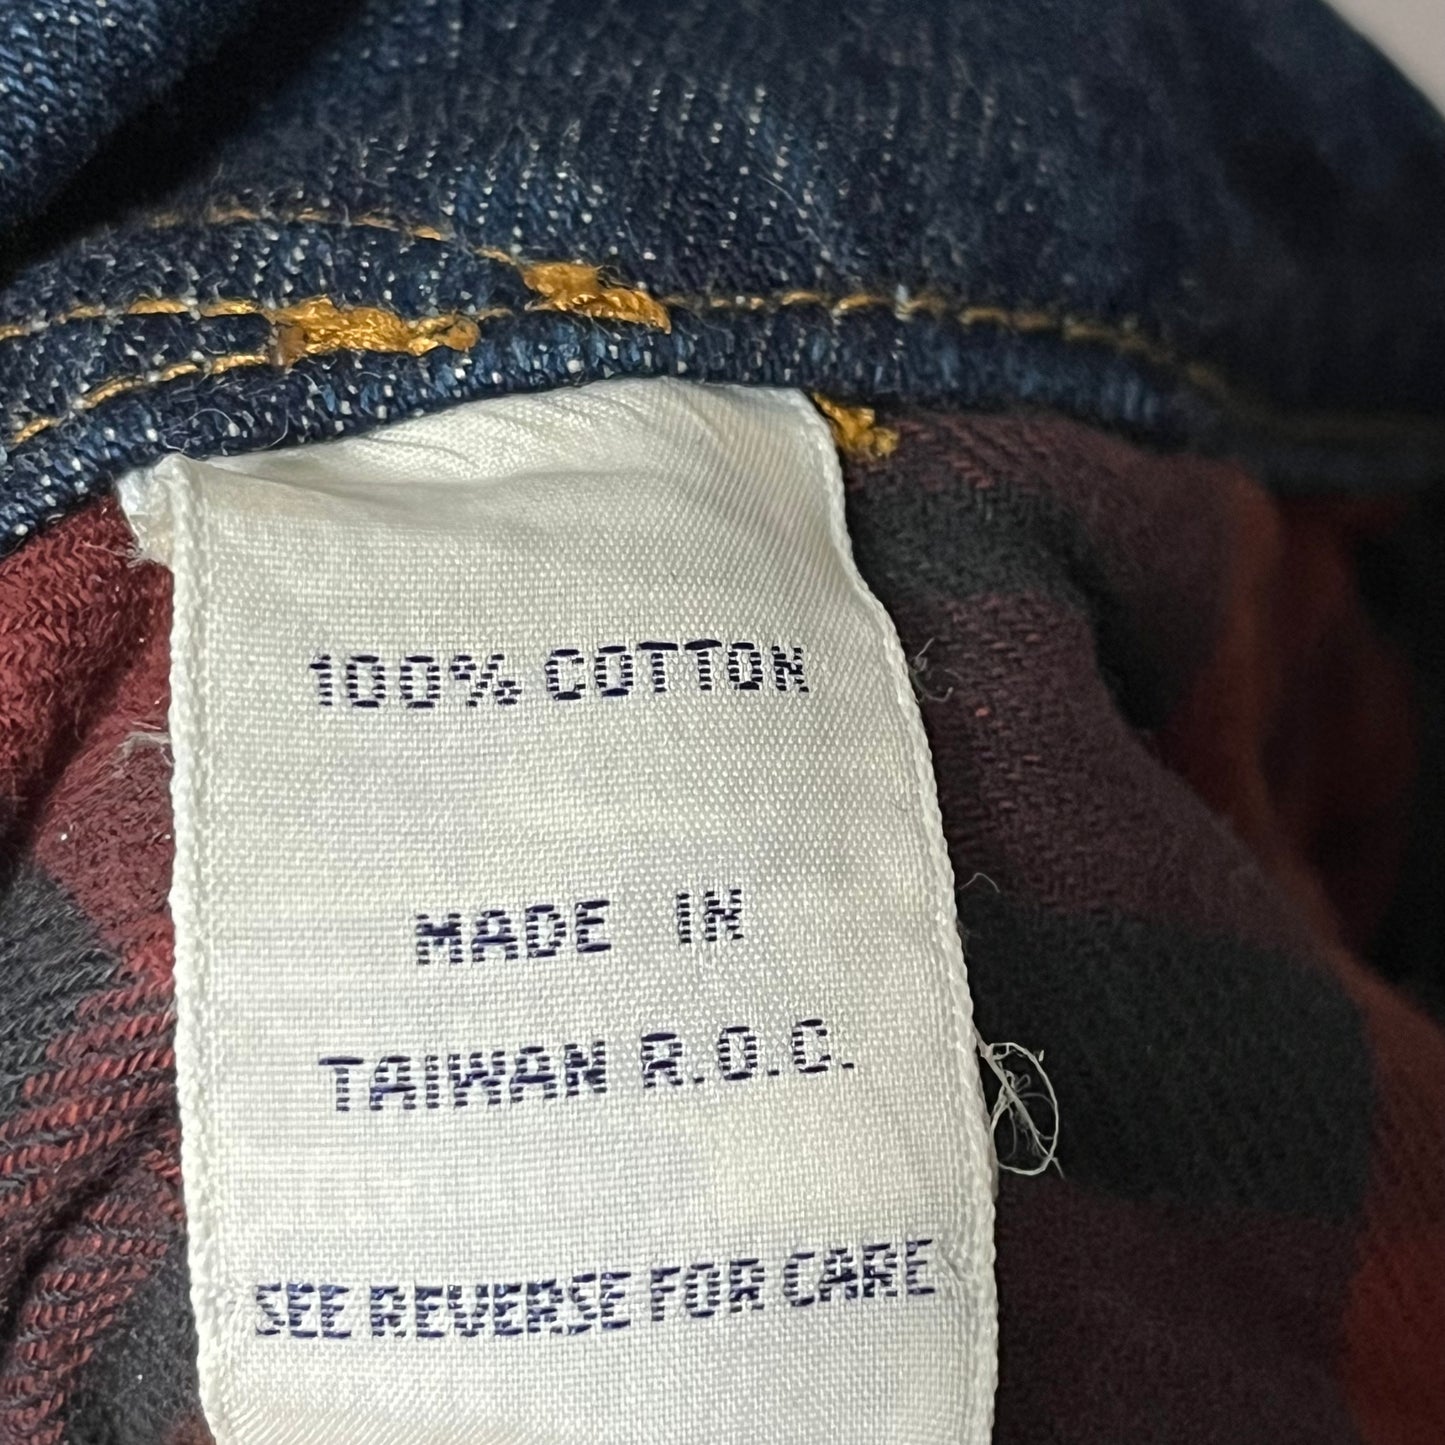 100% COTTON
MADE IN
TAIWAN R.O.C.
SEE REVERSE FOR CARE